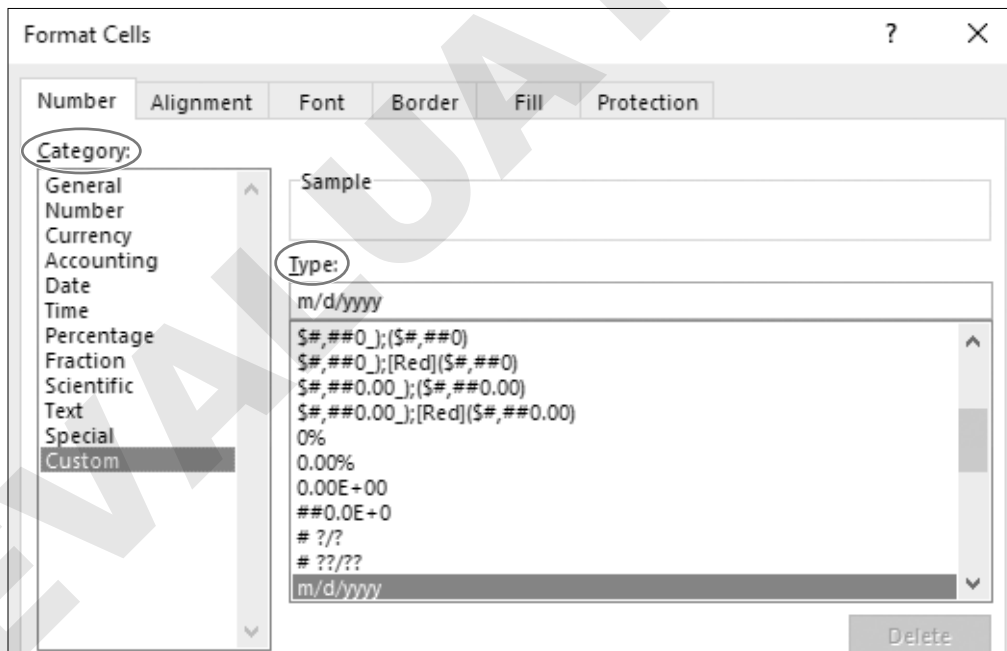 Format Cells ? ×
Number Alignment Font Border Fill Protection
Category:
General
Number
Currency
Accounting
Date
Time
Percentage
Fraction
Scientific
Text
Special
Custom
Sample
Type:
m/d/yyyy
$#,##0_);($#,##0)
$#,##0_);[Red]($#,##0)
$#,##0.00_);($#,##0.00)
$#,##0.00_);[Red]($#,##0.00)
0%
0.00%
0.00E+00
##0.0E+0
# ?/?
# ??/??
m/d/yyyy
Delete
EVALUAT